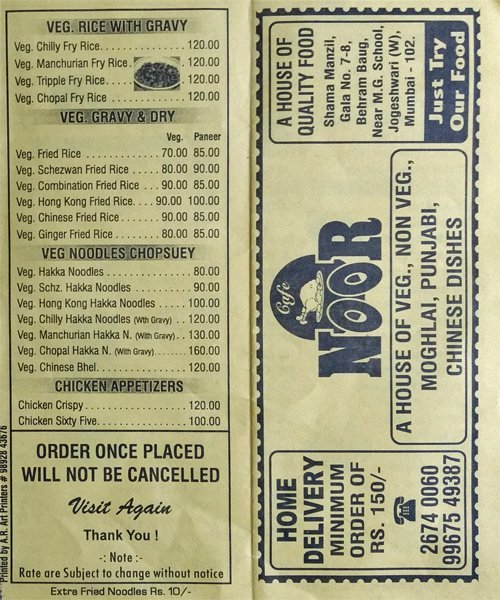 VEG. RICE WITH GRAVY
Veg. Chilly Fry Rice.................. 120.00
Veg. Manchurian Fry Rice. . 120.00
Veg. Tripple Fry Rice. . . . . 120.00
Veg. Chopal Fry Rice . . . . . 120.00
VEG. GRAVY & DRY
Veg. Paneer
Veg. Fried Rice . . . . . . . . . . . . . 70.00 85.00
Veg. Schezwan Fried Rice . . . . . 80.00 90.00
Veg. Combination Fried Rice . . . 90.00 85.00
Veg. Hong Kong Fried Rice. . . . 90.00 100.00
Veg. Chinese Fried Rice. . . . . . . 90.00 85.00
Veg. Ginger Fried Rice . . . . . . . . 80.00 85.00
VEG NOODLES CHOPSUEY
Veg. Hakka Noodles . . . . . . . . . . . . . . 80.00
Veg. Schz. Hakka Noodles . . . . . . . . . 90.00
Veg. Hong Kong Hakka Noodles . . . . . 100.00
Veg. Chilly Hakka Noodles (Wth Gravy) . . 120.00
Veg. Manchurian Hakka N. (With Gravy). . . 130.00
Veg. Chopal Hakka N. (With Gravy). . . . . . 160.00
Veg. Chinese Bhel. . . . . . . . . . . . . . . 120.00
CHICKEN APPETIZERS
Chicken Crispy . . . . . . . . . . . . . . . . . 120.00
Chicken Sixty Five. . . . . . . . . . . . . . . 100.00
ORDER ONCE PLACED
WILL NOT BE CANCELLED
Visit Again
Thank You !
-: Note :-
Rate are Subject to change without notice
Extra Fried Noodles Rs. 10/-
Printed by A.R. Art Printers # 98928 43676
A HOUSE OF
QUALITY FOOD
Shama Manzil,
Gala No. 7-8,
Behram Baug,
Near M.G. School,
Jogeshwari (W),
Mumbai - 102.
Just Try
Our Food
Cafe
NOOR
A HOUSE OF VEG., NON VEG.,
MOGHLAI, PUNJABI,
CHINESE DISHES
HOME
DELIVERY
MINIMUM
ORDER OF
RS. 150/-
2674 0060
99675 49387